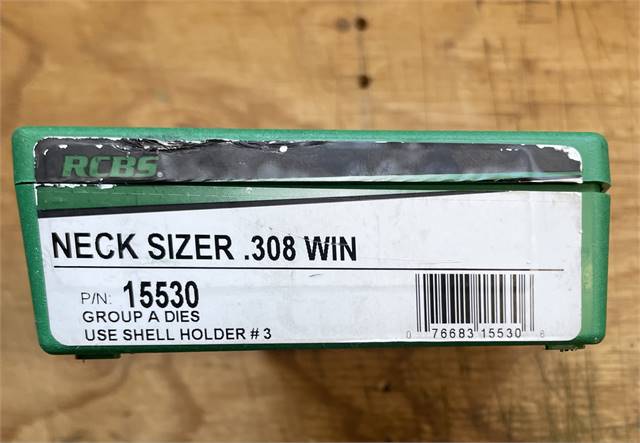 RCBS.
NECK SIZER .308 WIN
P/N: 15530
GROUP A DIES
USE SHELL HOLDER # 3
0 76683 15530 8